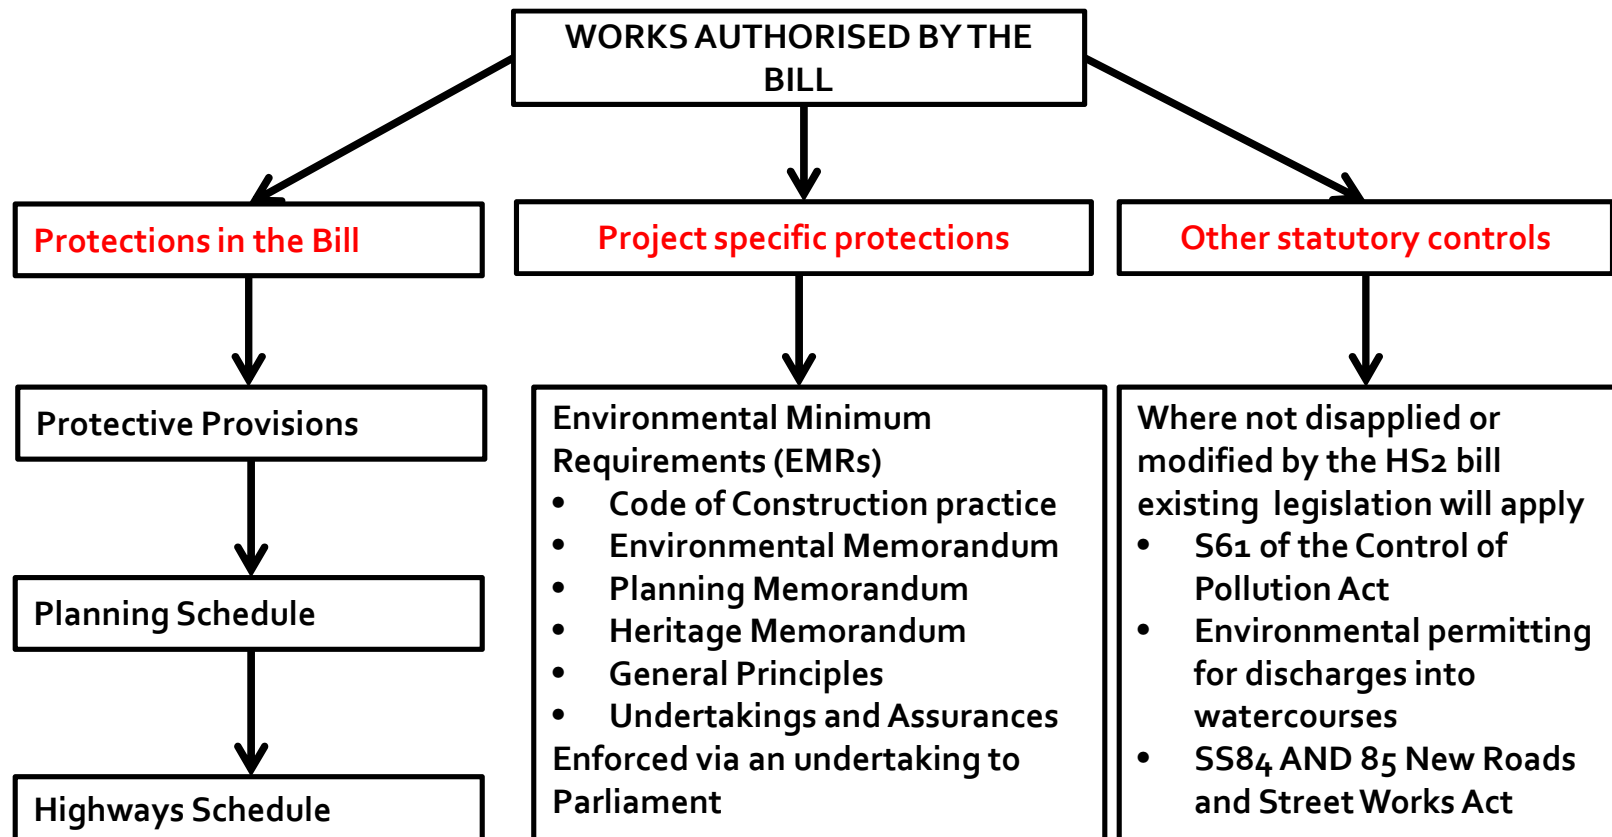 WORKS AUTHORISED BY THE
BILL
Protections in the Bill
Project specific protections
Other statutory controls
Protective Provisions
Planning Schedule
Highways Schedule
Environmental Minimum
Requirements (EMRs)
• Code of Construction practice
• Environmental Memorandum
• Planning Memorandum
• Heritage Memorandum
• General Principles
• Undertakings and Assurances
Enforced via an undertaking to
Parliament
Where not disapplied or
modified by the HS2 bill
existing legislation will apply
• S61 of the Control of
Pollution Act
• Environmental permitting
for discharges into
watercourses
• SS84 AND 85 New Roads
and Street Works Act